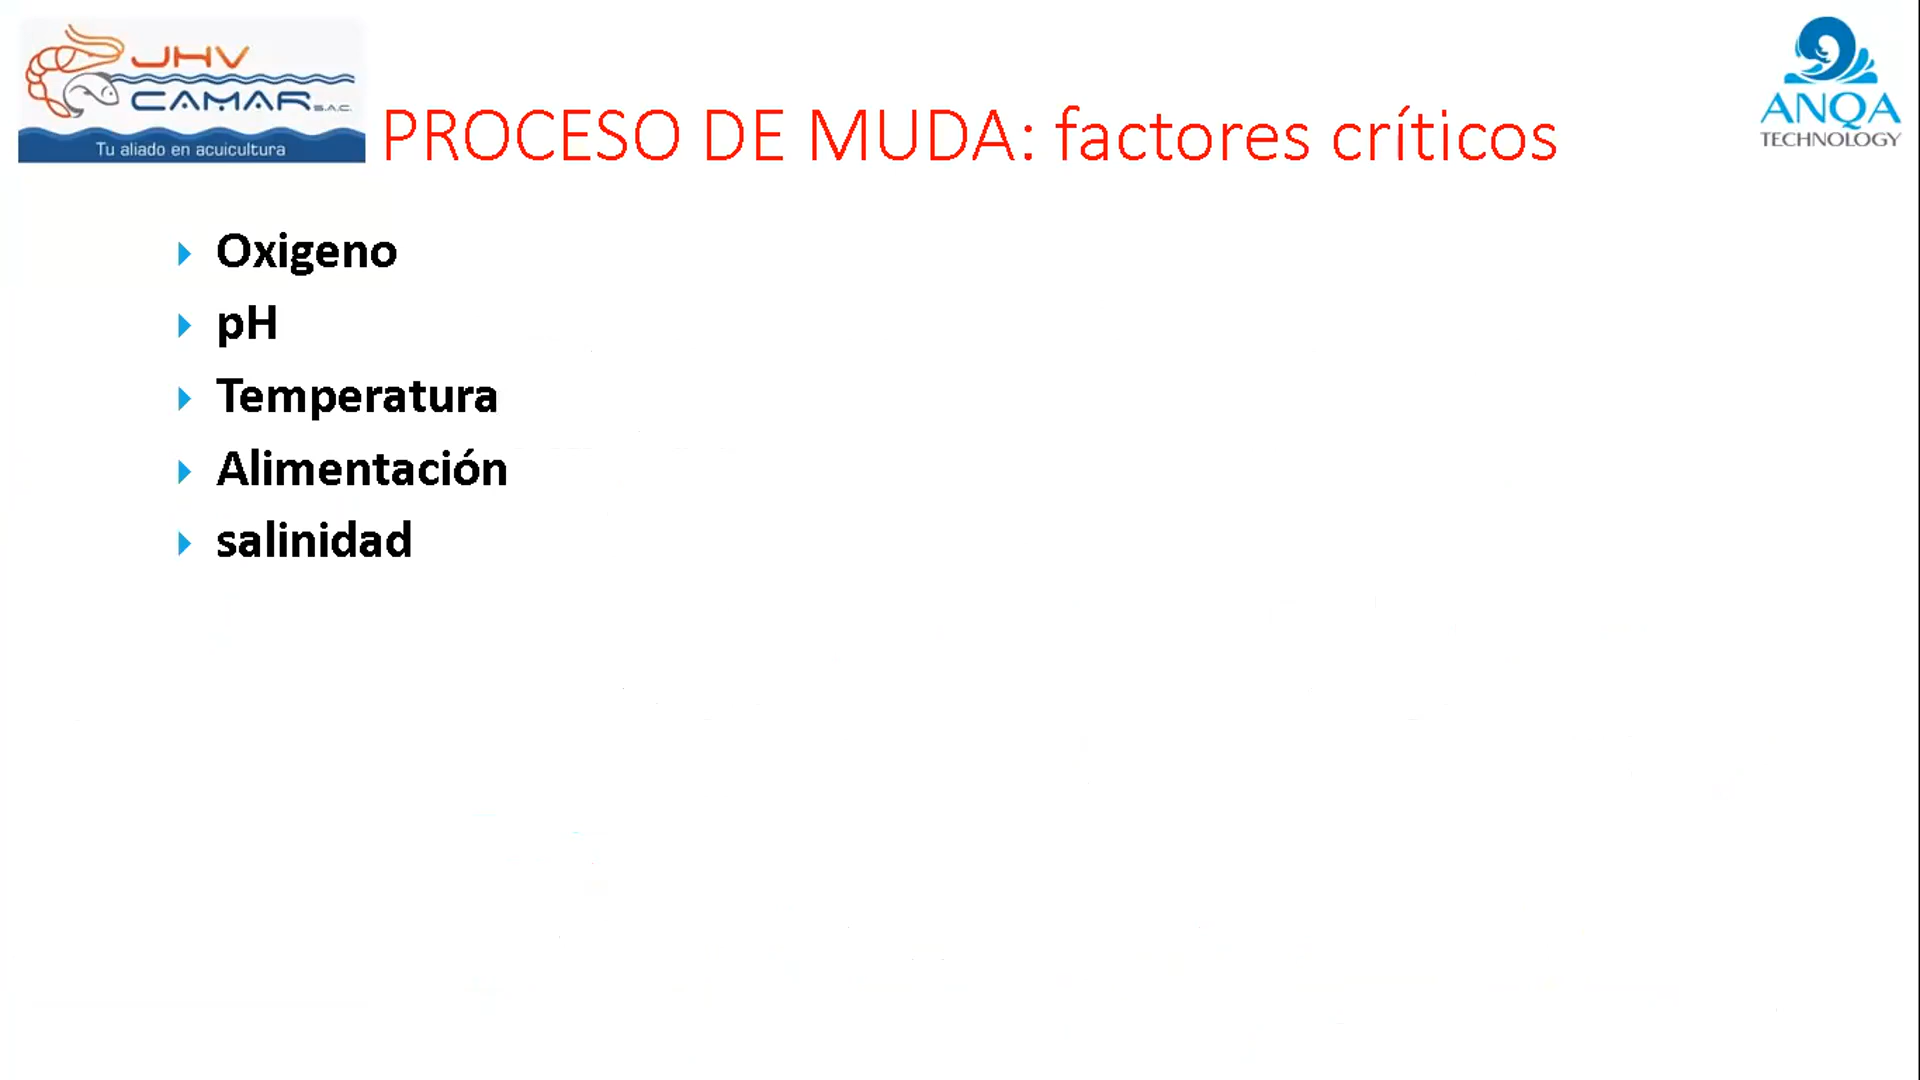 JHV
CAMAR S.A.C.
Tu aliado en acuicultura
PROCESO DE MUDA: factores críticos
ANQA
TECHNOLOGY
Oxigeno
pH
Temperatura
Alimentación
salinidad